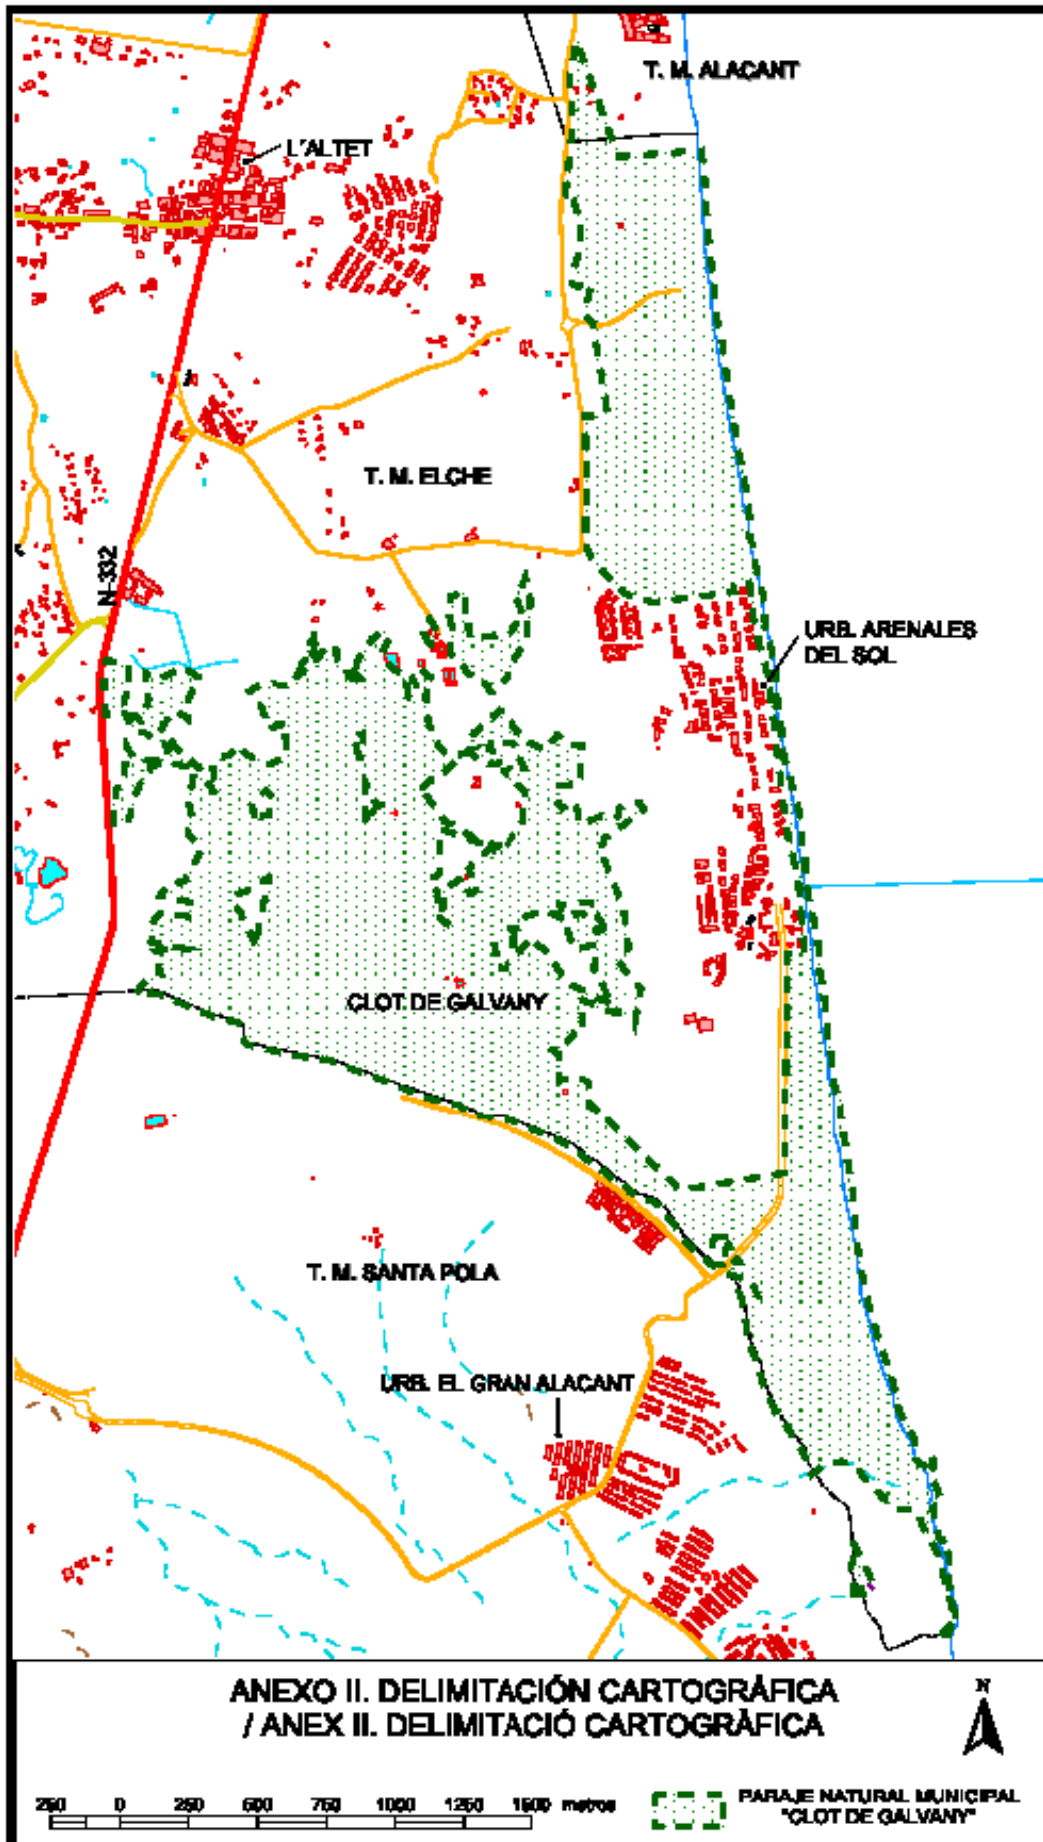 T. M. ALACANT
L'ALTET
T. M. ELCHE
N-332
URB. ARENALES
DEL SOL
CLOT DE GALVANY
T. M. SANTA POLA
URB. EL GRAN ALACANT
ANEXO II. DELIMITACIÓN CARTOGRÁFICA
/ ANEX II. DELIMITACIÓ CARTOGRÀFICA
N
250 0 250 500 750 1000 1250 1500 metros
PARAJE NATURAL MUNICIPAL
"CLOT DE GALVANY"